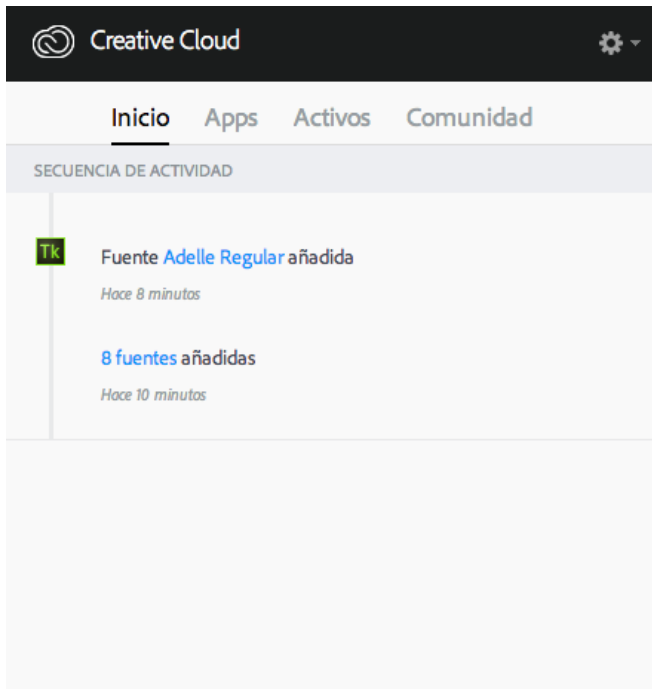 Creative Cloud
Inicio Apps Activos Comunidad
SECUENCIA DE ACTIVIDAD
Tk
Fuente Adelle Regular añadida
Hace 8 minutos
8 fuentes añadidas
Hace 10 minutos